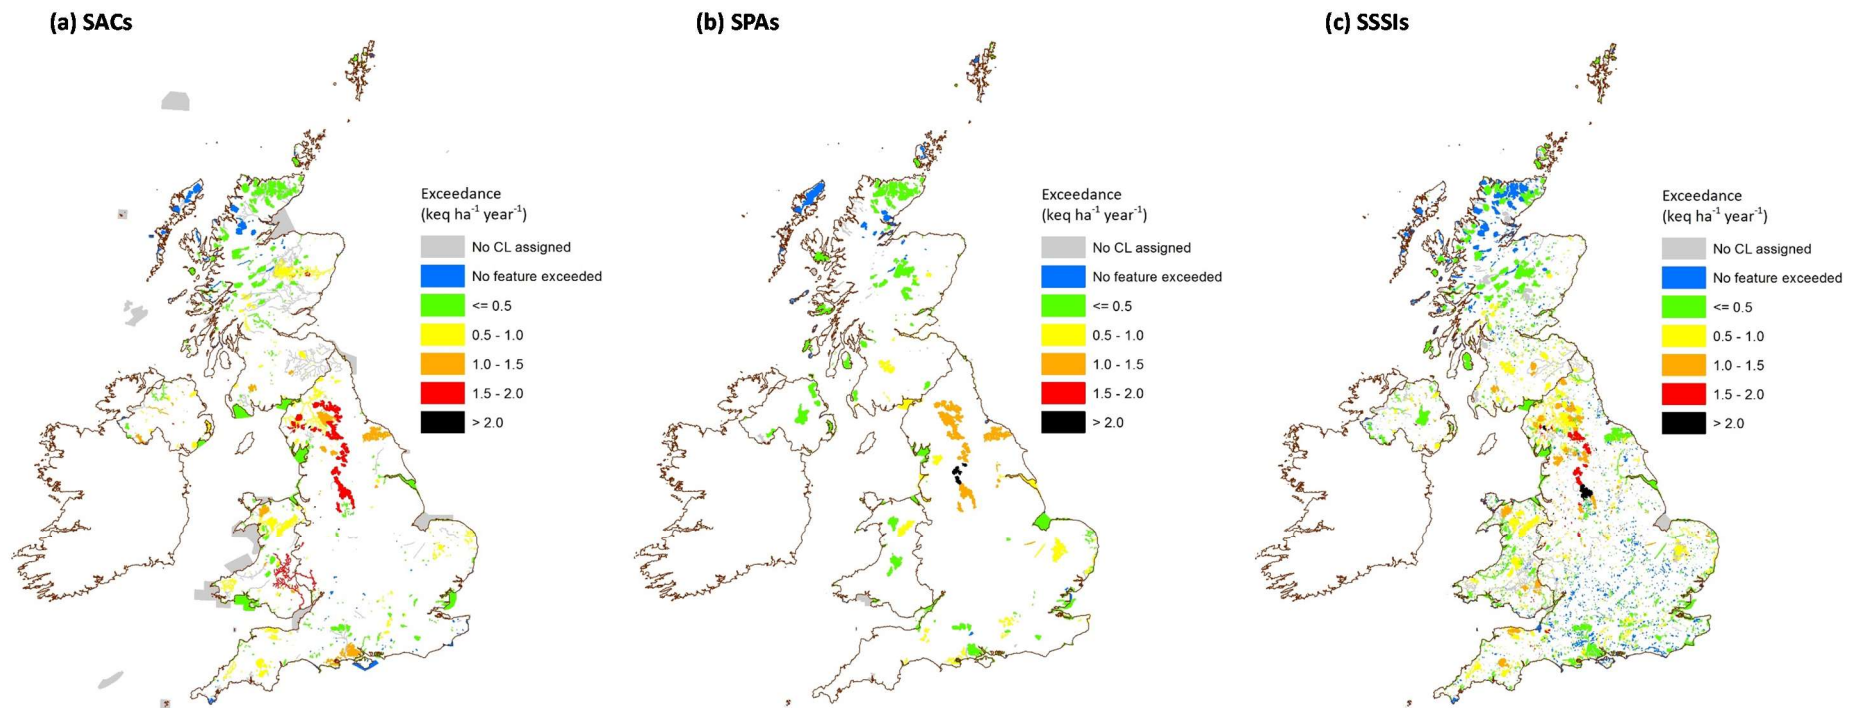 (a) SACs
(b) SPAs
(c) SSSIs
Exceedance
(keq ha⁻¹ year⁻¹)
No CL assigned
No feature exceeded
<= 0.5
0.5 - 1.0
1.0 - 1.5
1.5 - 2.0
> 2.0
Exceedance
(keq ha⁻¹ year⁻¹)
No CL assigned
No feature exceeded
<= 0.5
0.5 - 1.0
1.0 - 1.5
1.5 - 2.0
> 2.0
Exceedance
(keq ha⁻¹ year⁻¹)
No CL assigned
No feature exceeded
<= 0.5
0.5 - 1.0
1.0 - 1.5
1.5 - 2.0
> 2.0